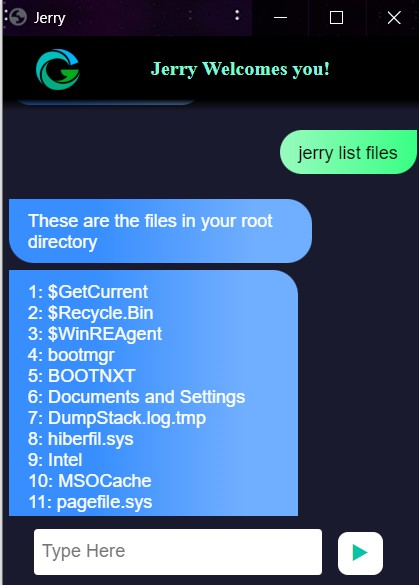 Jerry
Jerry Welcomes you!
jerry list files
These are the files in your root
directory
1: $GetCurrent
2: $Recycle.Bin
3: $WinREAgent
4: bootmgr
5: BOOTNXT
6: Documents and Settings
7: DumpStack.log.tmp
8: hiberfil.sys
9: Intel
10: MSOCache
11: pagefile.sys
Type Here